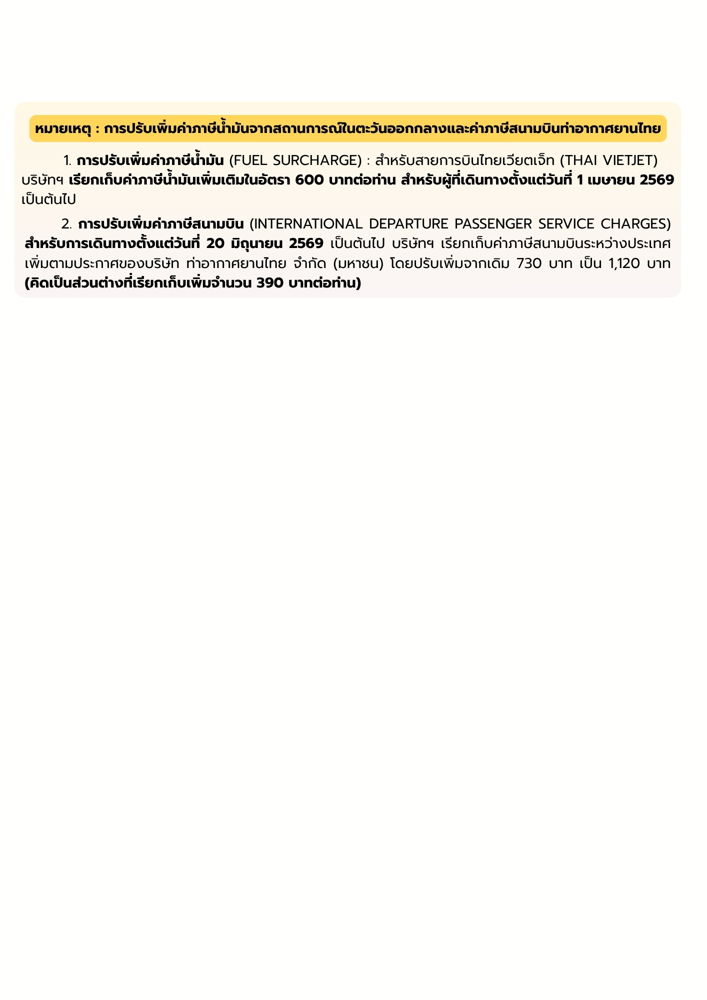 หมายเหตุ : การปรับเพิ่มค่าภาษีน้ำมันจากสถานการณ์ในตะวันออกกลางและค่าภาษีสนามบินท่าอากาศยานไทย
1. การปรับเพิ่มค่าภาษีน้ำมัน (FUEL SURCHARGE) : สำหรับสายการบินไทยเวียตเจ็ท (THAI VIETJET)
บริษัทฯ เรียกเก็บค่าภาษีน้ำมันเพิ่มเติมในอัตรา 600 บาทต่อท่าน สำหรับผู้ที่เดินทางตั้งแต่วันที่ 1 เมษายน 2569
เป็นต้นไป
2. การปรับเพิ่มค่าภาษีสนามบิน (INTERNATIONAL DEPARTURE PASSENGER SERVICE CHARGES)
สำหรับการเดินทางตั้งแต่วันที่ 20 มิถุนายน 2569 เป็นต้นไป บริษัทฯ เรียกเก็บค่าภาษีสนามบินระหว่างประเทศ
เพิ่มตามประกาศของบริษัท ท่าอากาศยานไทย จำกัด (มหาชน) โดยปรับเพิ่มจากเดิม 730 บาท เป็น 1,120 บาท
(คิดเป็นส่วนต่างที่เรียกเก็บเพิ่มจำนวน 390 บาทต่อท่าน)